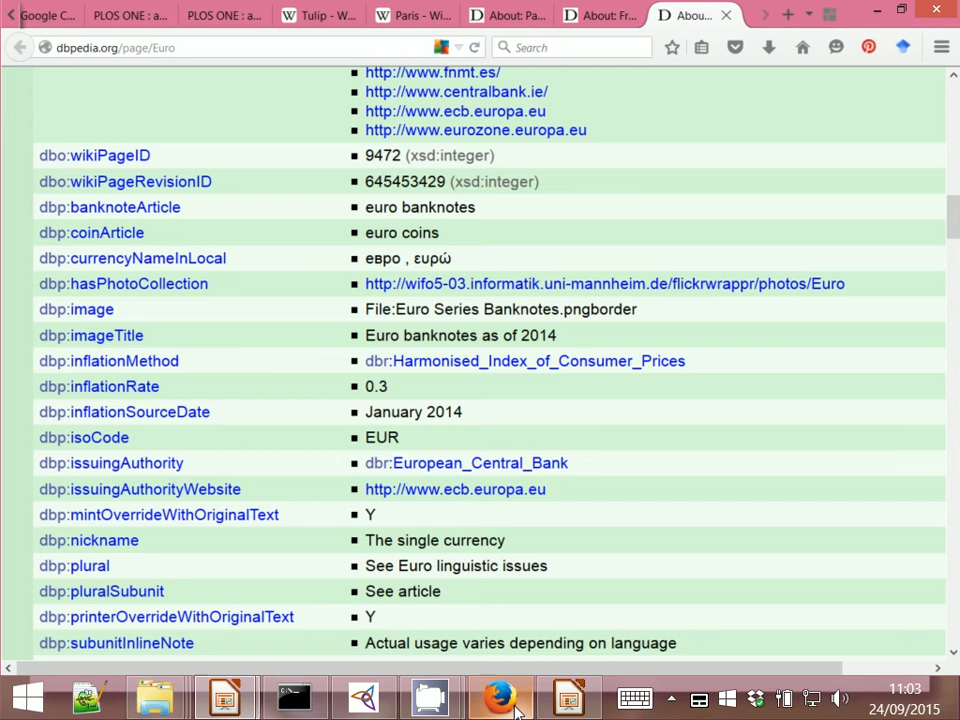 Google C...
PLOS ONE : a...
PLOS ONE : a...
W Tulip - W...
W Paris - Wi...
D About: Pa...
D About: Fr...
D Abou...
dbpedia.org/page/Euro
Search
http://www.fnmt.es/
http://www.centralbank.ie/
http://www.ecb.europa.eu
http://www.eurozone.europa.eu
dbo:wikiPageID 9472 (xsd:integer)
dbo:wikiPageRevisionID 645453429 (xsd:integer)
dbp:banknoteArticle euro banknotes
dbp:coinArticle euro coins
dbp:currencyNameInLocal евро , ευρώ
dbp:hasPhotoCollection http://wifo5-03.informatik.uni-mannheim.de/flickrwrappr/photos/Euro
dbp:image File:Euro Series Banknotes.pngborder
dbp:imageTitle Euro banknotes as of 2014
dbp:inflationMethod dbr:Harmonised_Index_of_Consumer_Prices
dbp:inflationRate 0.3
dbp:inflationSourceDate January 2014
dbp:isoCode EUR
dbp:issuingAuthority dbr:European_Central_Bank
dbp:issuingAuthorityWebsite http://www.ecb.europa.eu
dbp:mintOverrideWithOriginalText Y
dbp:nickname The single currency
dbp:plural See Euro linguistic issues
dbp:pluralSubunit See article
dbp:printerOverrideWithOriginalText Y
dbp:subunitInlineNote Actual usage varies depending on language
11:03
24/09/2015